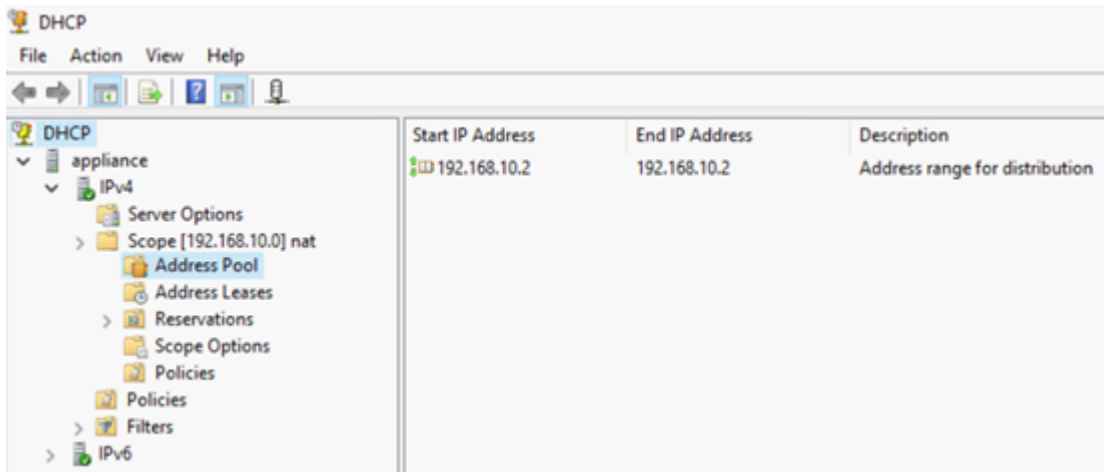 DHCP
File Action View Help
DHCP
appliance
IPv4
Server Options
Scope [192.168.10.0] nat
Address Pool
Address Leases
Reservations
Scope Options
Policies
Policies
Filters
IPv6
Start IP Address End IP Address Description
192.168.10.2 192.168.10.2 Address range for distribution